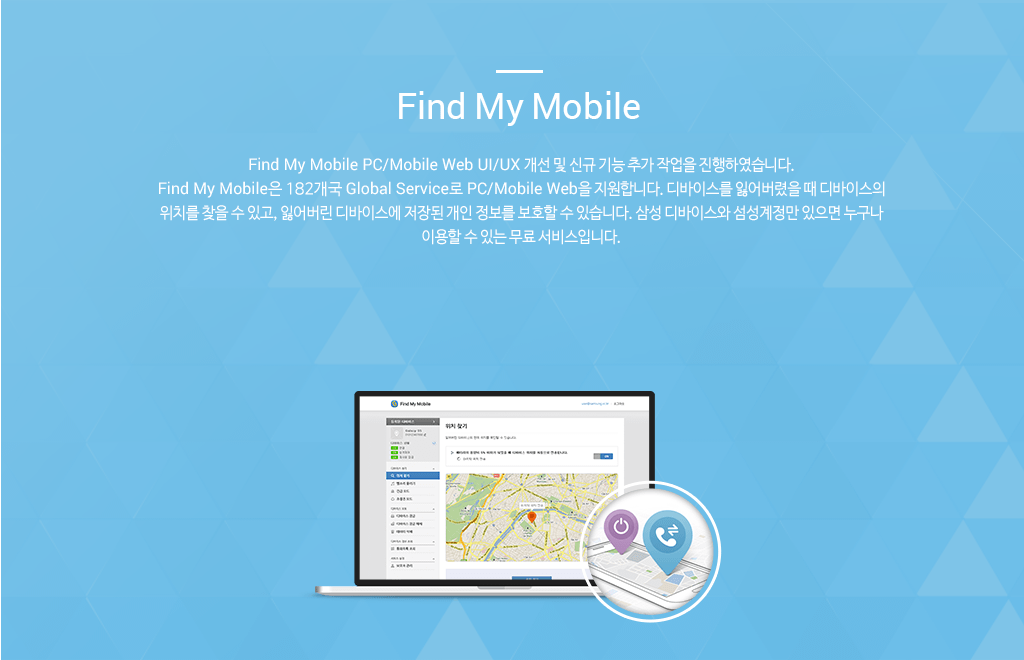 Find My Mobile
Find My Mobile PC/Mobile Web UI/UX 개선 및 신규 기능 추가 작업을 진행하였습니다.
Find My Mobile은 182개국 Global Service로 PC/Mobile Web을 지원합니다. 디바이스를 잃어버렸을 때 디바이스의
위치를 찾을 수 있고, 잃어버린 디바이스에 저장된 개인 정보를 보호할 수 있습니다. 삼성 디바이스와 섬성계정만 있으면 누구나
이용할 수 있는 무료 서비스입니다.
Find My Mobile
위치 찾기